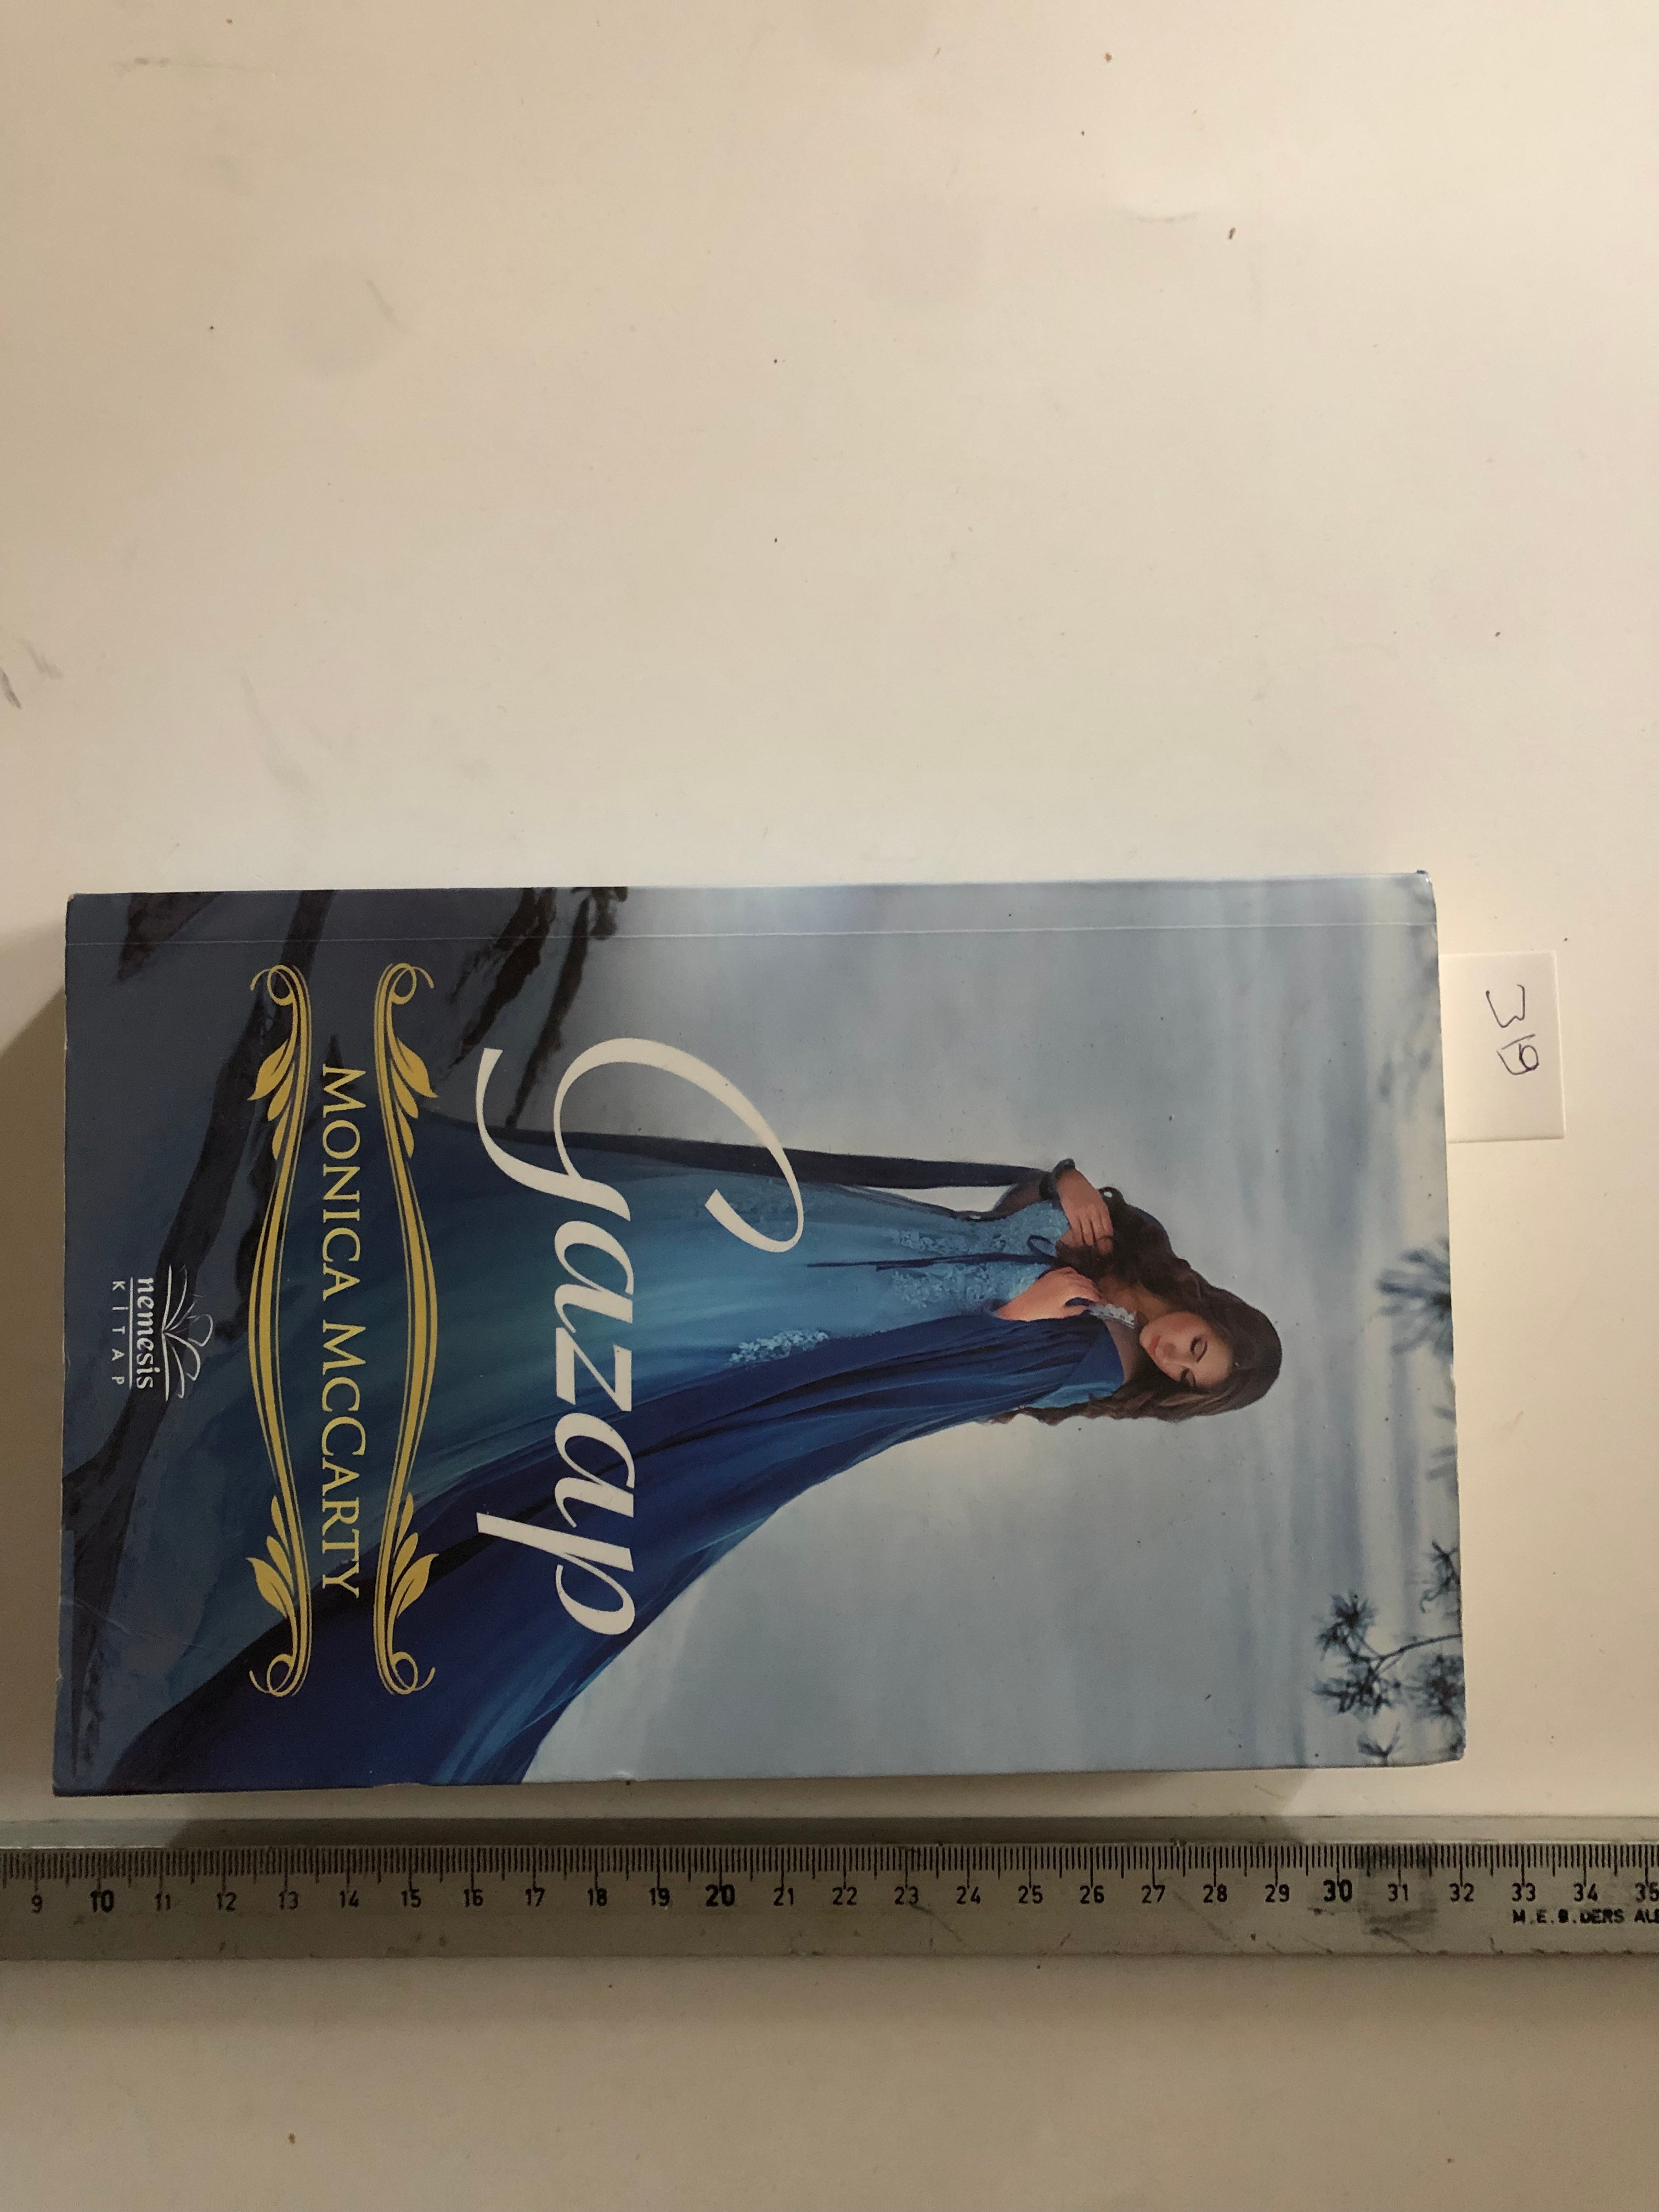 319
Gazap
MONICA MCCARTY
nemesis
KİTAP
9 10 11 12 13 14 15 16 17 18 19 20 21 22 23 24 25 26 27 28 29 30 31 32 33 34 35
M.E.B. DERS